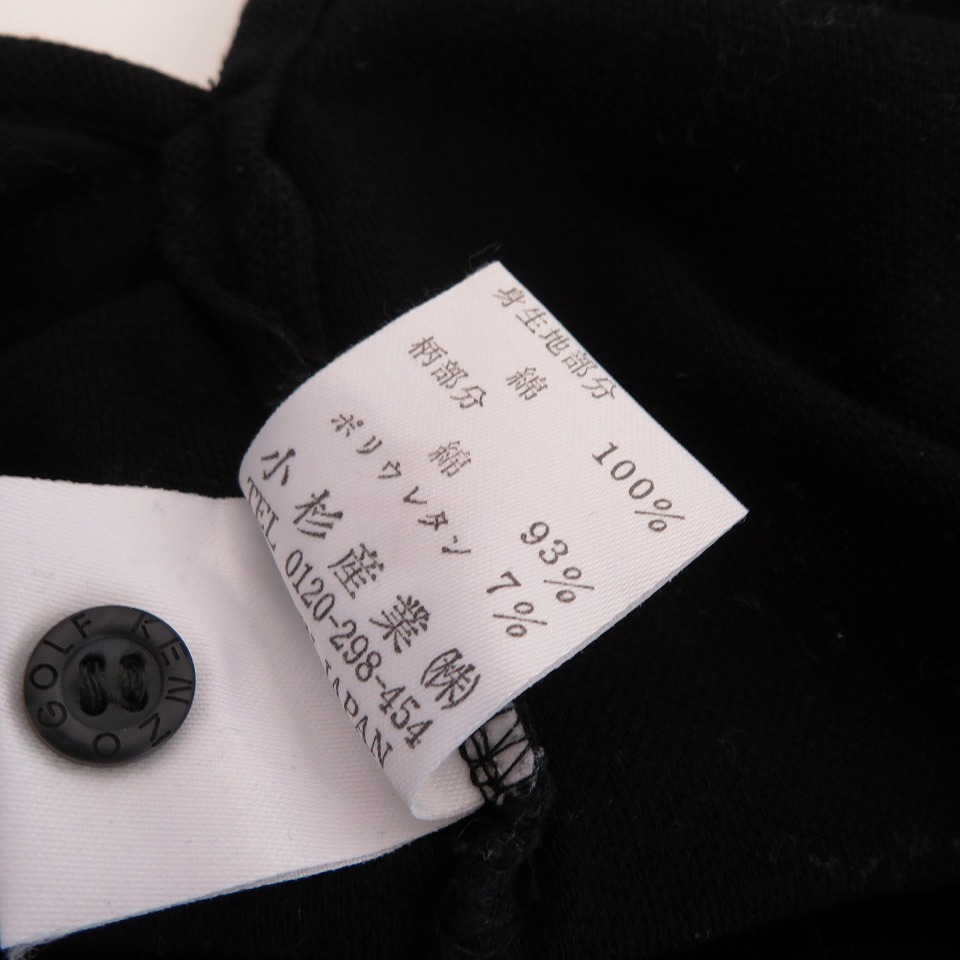 身生地部分
綿 100%
柄部分
綿 93%
ポリウレタン 7%
小杉産業(株)
TEL 0120-298-454
JAPAN
GOLF KENZO